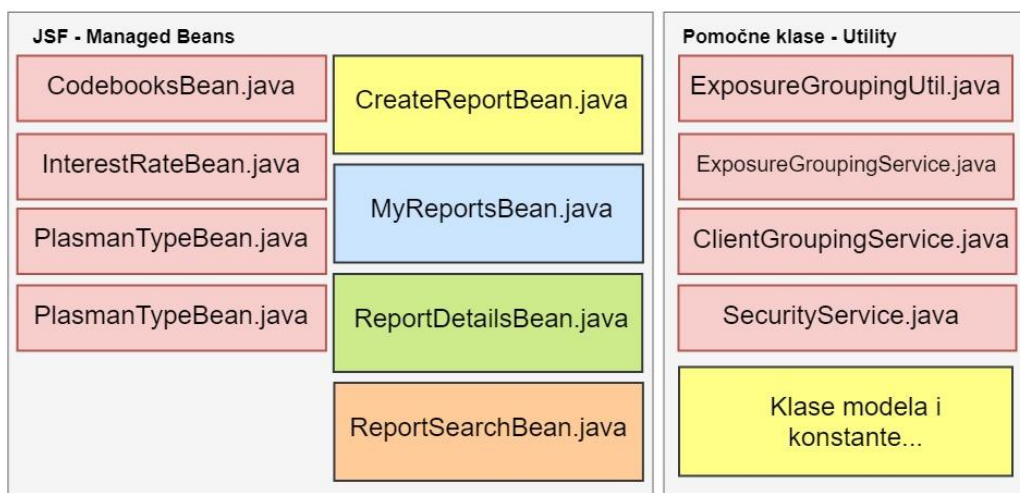 JSF - Managed Beans
CodebooksBean.java
InterestRateBean.java
PlasmanTypeBean.java
PlasmanTypeBean.java
CreateReportBean.java
MyReportsBean.java
ReportDetailsBean.java
ReportSearchBean.java
Pomočne klase - Utility
ExposureGroupingUtil.java
ExposureGroupingService.java
ClientGroupingService.java
SecurityService.java
Klase modela i
konstante...